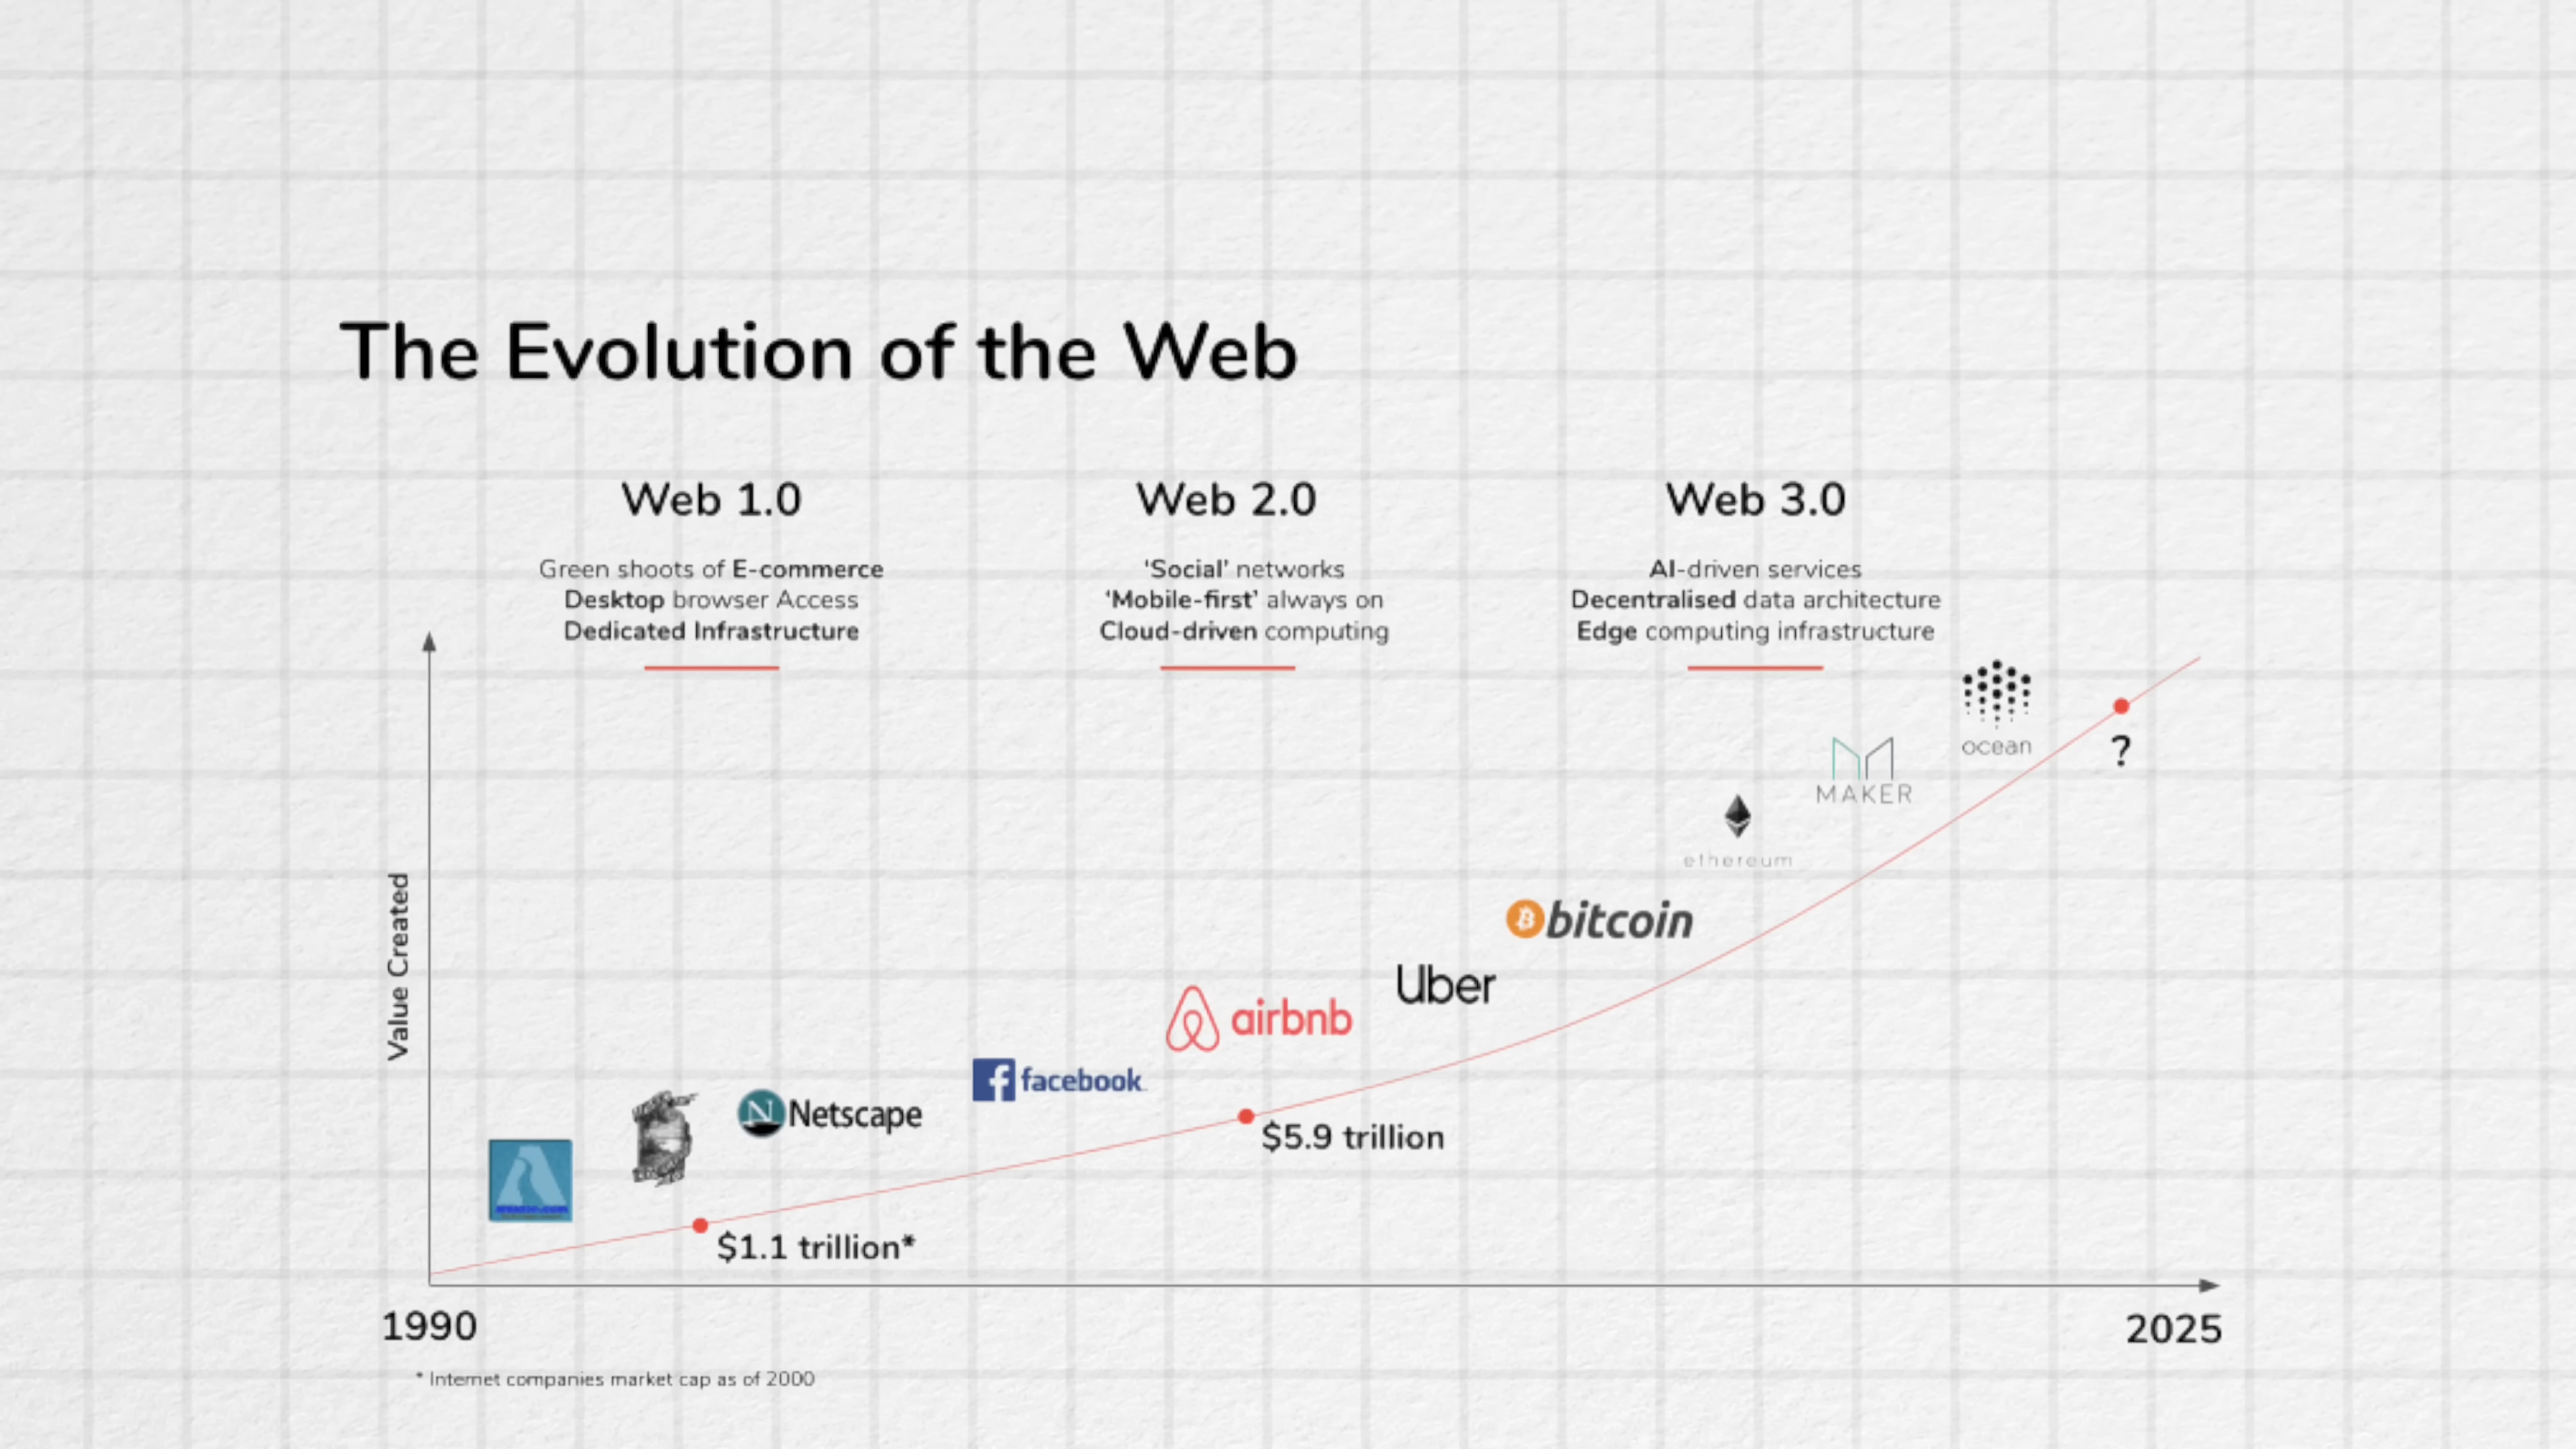 The Evolution of the Web
Web 1.0
Green shoots of E-commerce
Desktop browser Access
Dedicated Infrastructure
Web 2.0
‘Social’ networks
‘Mobile-first’ always on
Cloud-driven computing
Web 3.0
AI-driven services
Decentralised data architecture
Edge computing infrastructure
Value Created
Netscape
facebook
airbnb
Uber
bitcoin
ethereum
MAKER
ocean
$1.1 trillion*
$5.9 trillion
?
1990
2025
* Internet companies market cap as of 2000